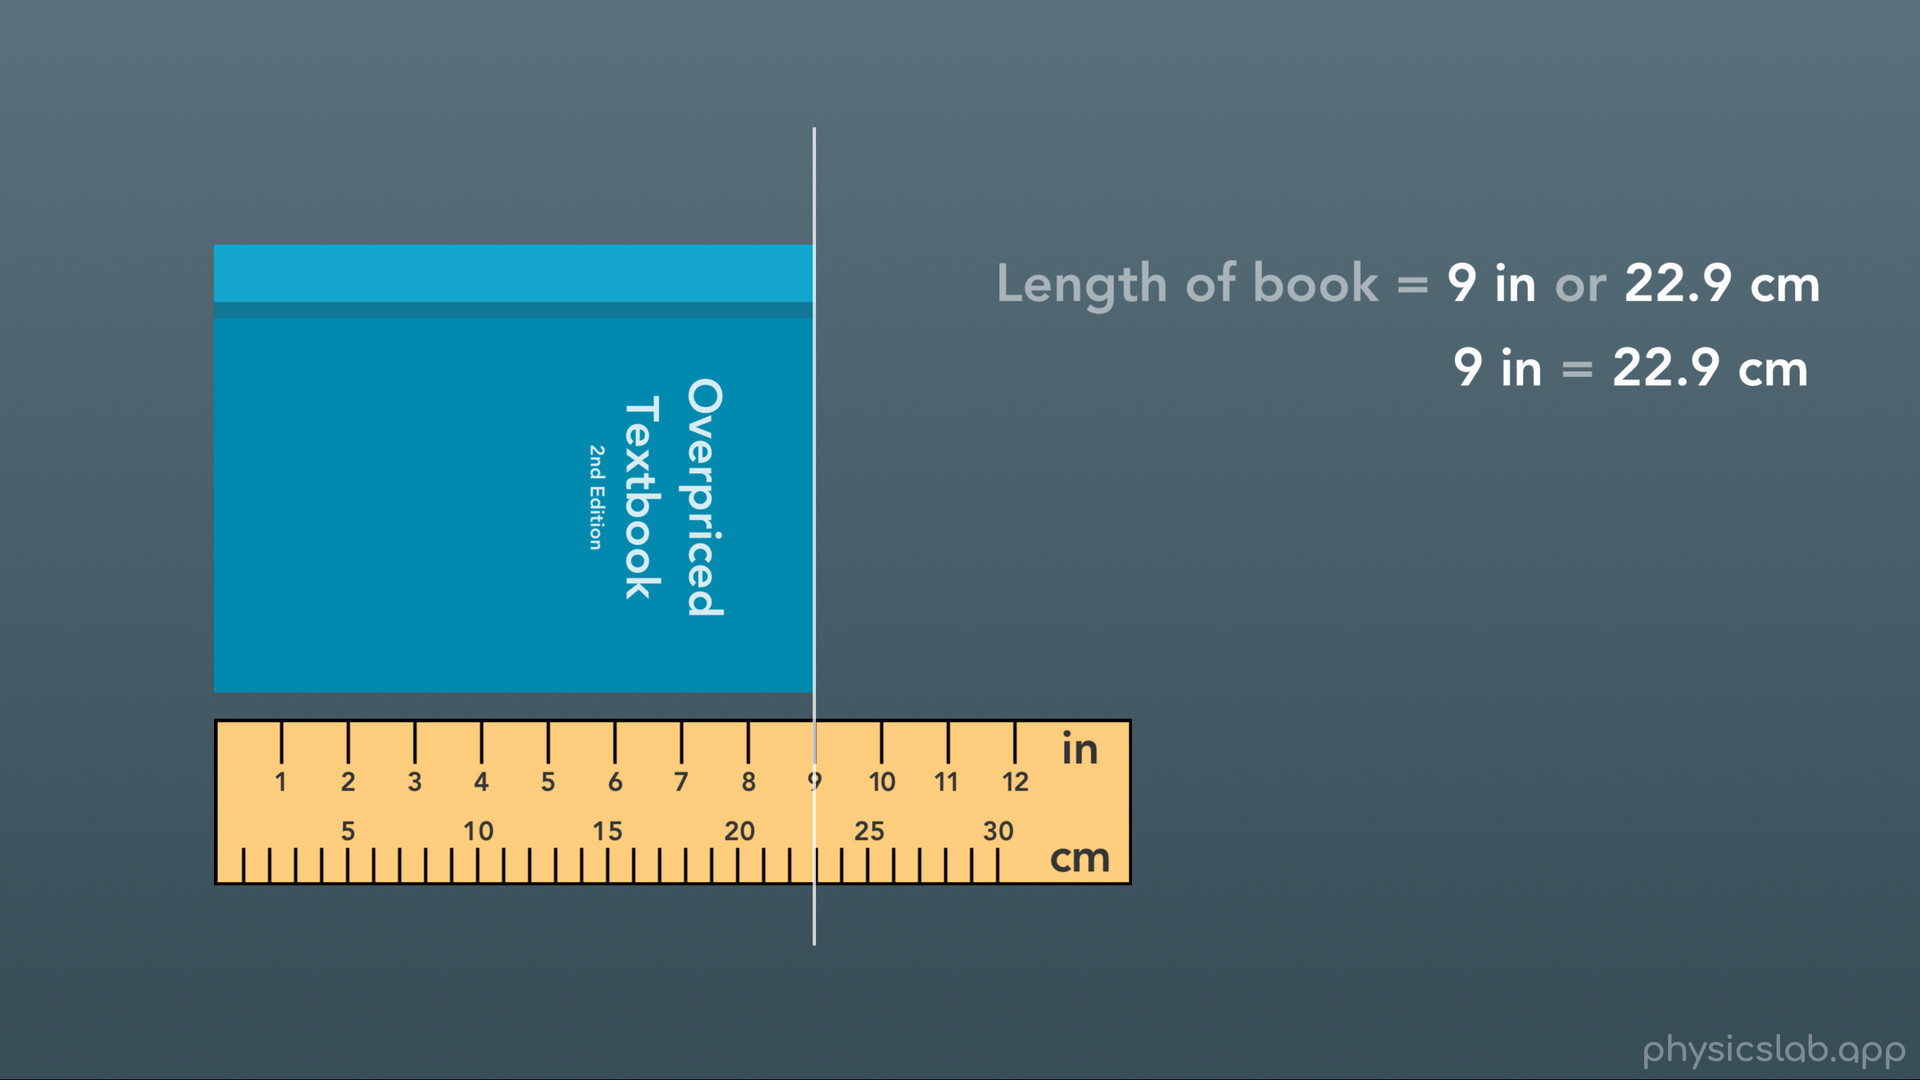 Length of book = 9 in or 22.9 cm
9 in = 22.9 cm
Overpriced
Textbook
2nd Edition
1 2 3 4 5 6 7 8 9 10 11 12 in
5 10 15 20 25 30
cm
physicslab.app